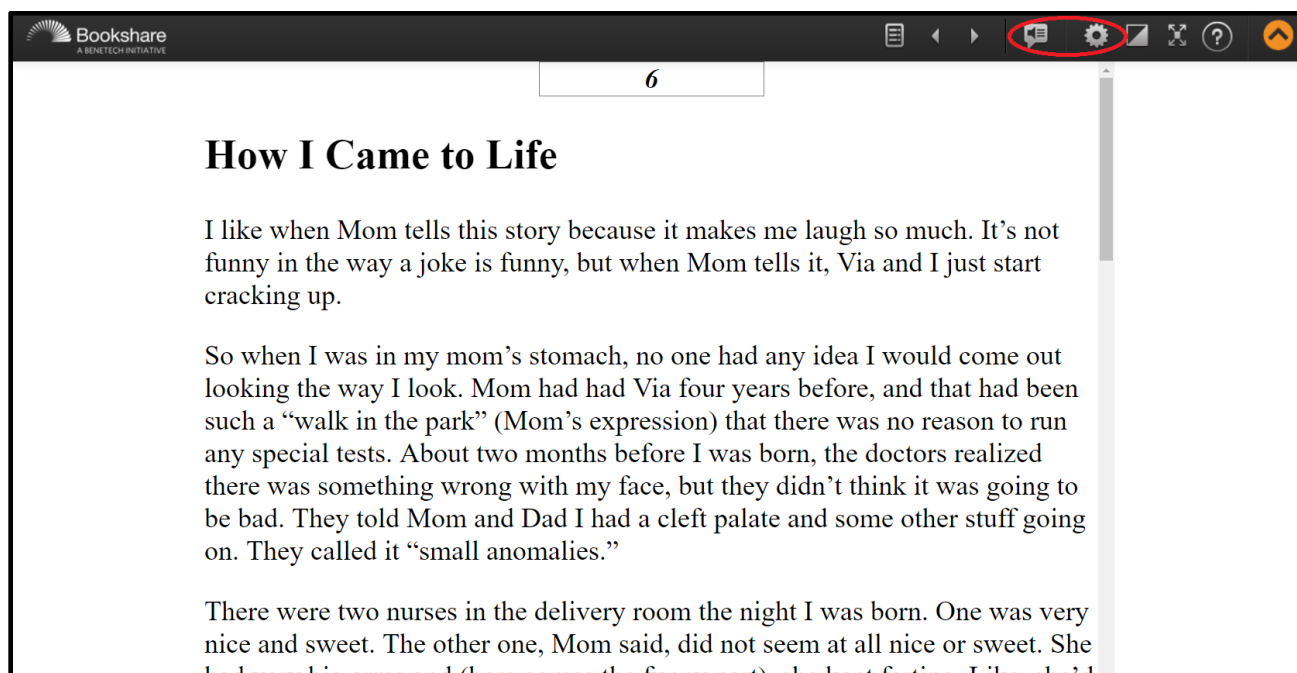 Bookshare
A BENETECH INITIATIVE
?
6
How I Came to Life
I like when Mom tells this story because it makes me laugh so much. It’s not
funny in the way a joke is funny, but when Mom tells it, Via and I just start
cracking up.
So when I was in my mom’s stomach, no one had any idea I would come out
looking the way I look. Mom had had Via four years before, and that had been
such a “walk in the park” (Mom’s expression) that there was no reason to run
any special tests. About two months before I was born, the doctors realized
there was something wrong with my face, but they didn’t think it was going to
be bad. They told Mom and Dad I had a cleft palate and some other stuff going
on. They called it “small anomalies.”
There were two nurses in the delivery room the night I was born. One was very
nice and sweet. The other one, Mom said, did not seem at all nice or sweet. She